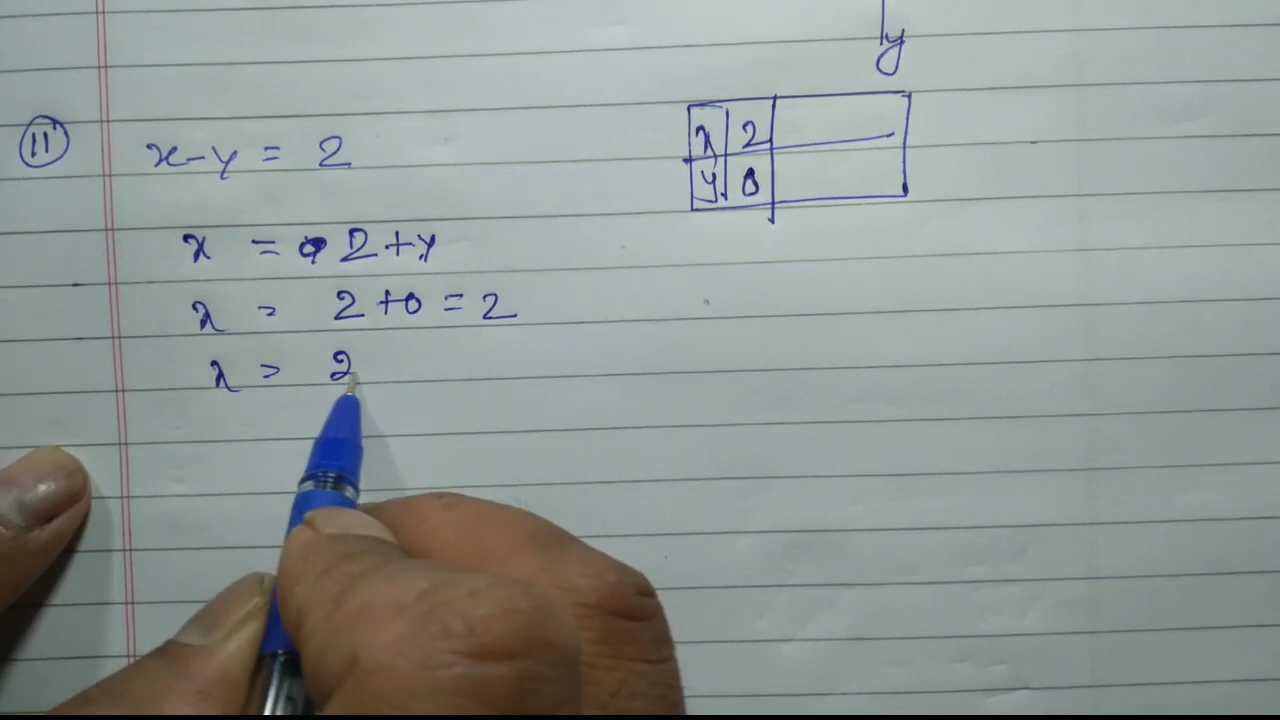 y
(11) x-y = 2
x 2
y 0
x = 2+y
x = 2+0 = 2
x = 2